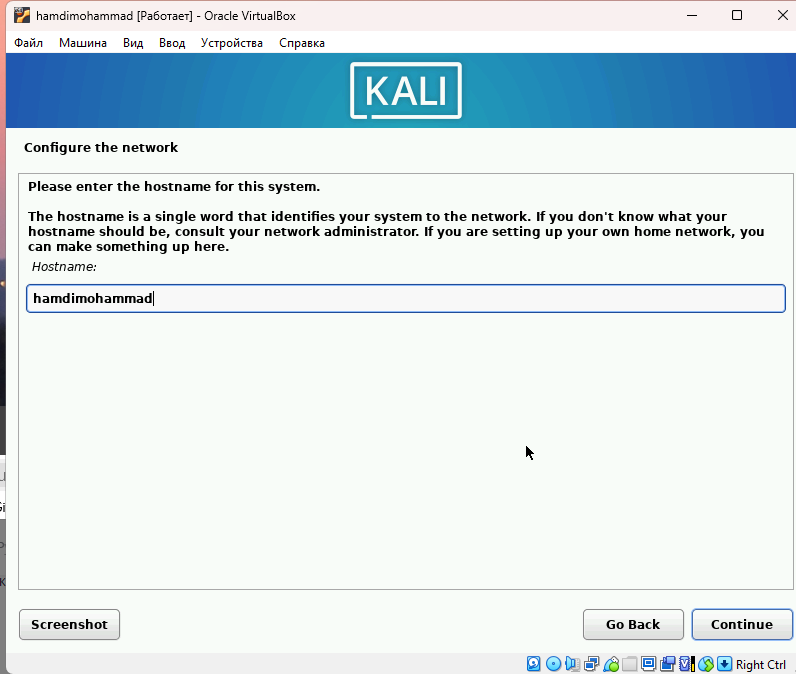 hamdimohammad [Работает] - Oracle VirtualBox
Файл Машина Вид Ввод Устройства Справка
KALI
Configure the network
Please enter the hostname for this system.
The hostname is a single word that identifies your system to the network. If you don't know what your
hostname should be, consult your network administrator. If you are setting up your own home network, you
can make something up here.
Hostname:
hamdimohammad
Screenshot Go Back Continue
Right Ctrl